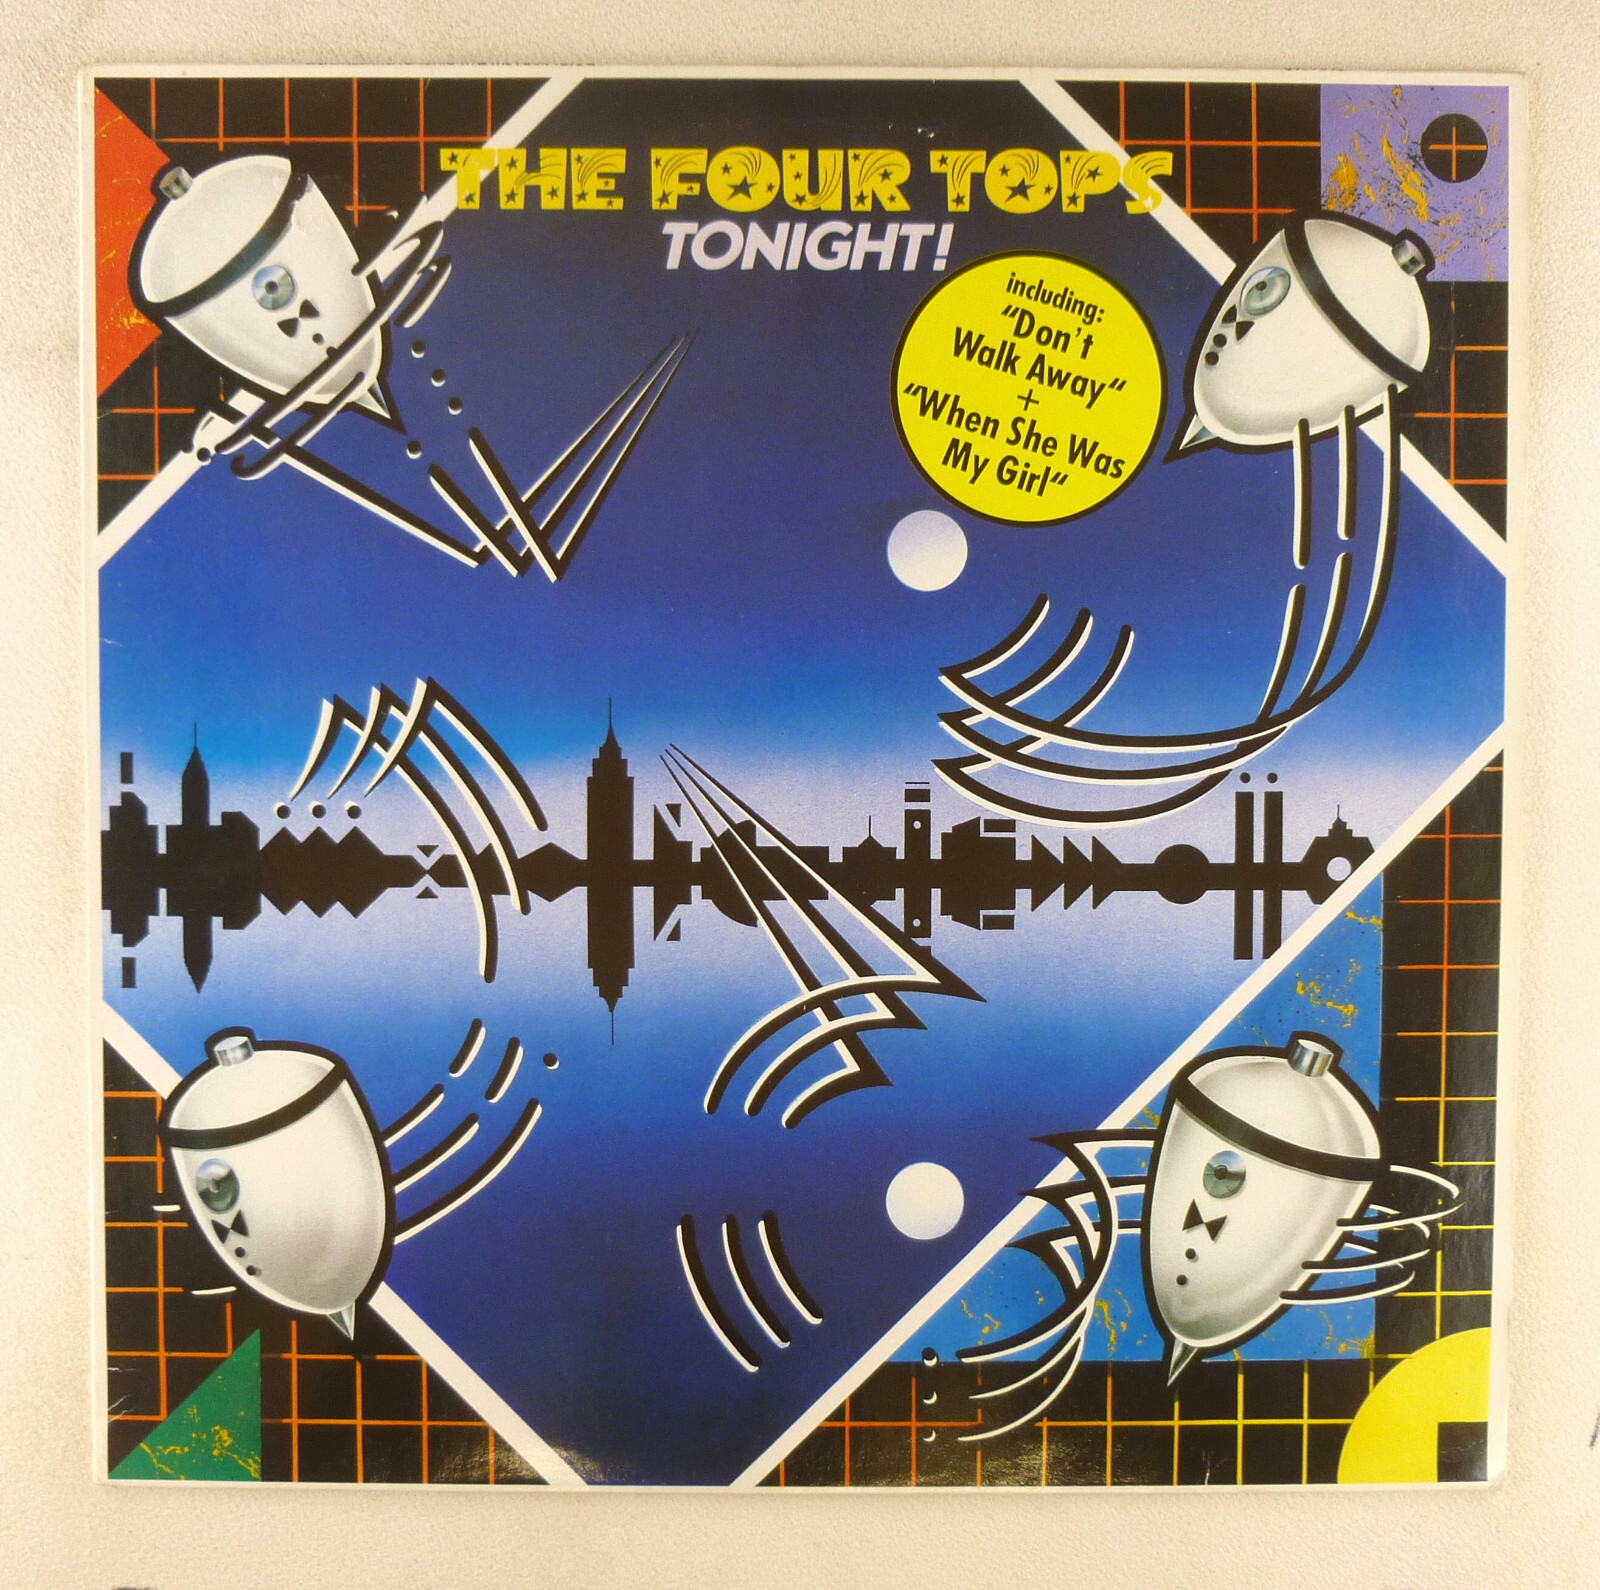 THE FOUR TOPS
TONIGHT!
including:
“Don't
Walk Away“
+
“When She Was
My Girl“